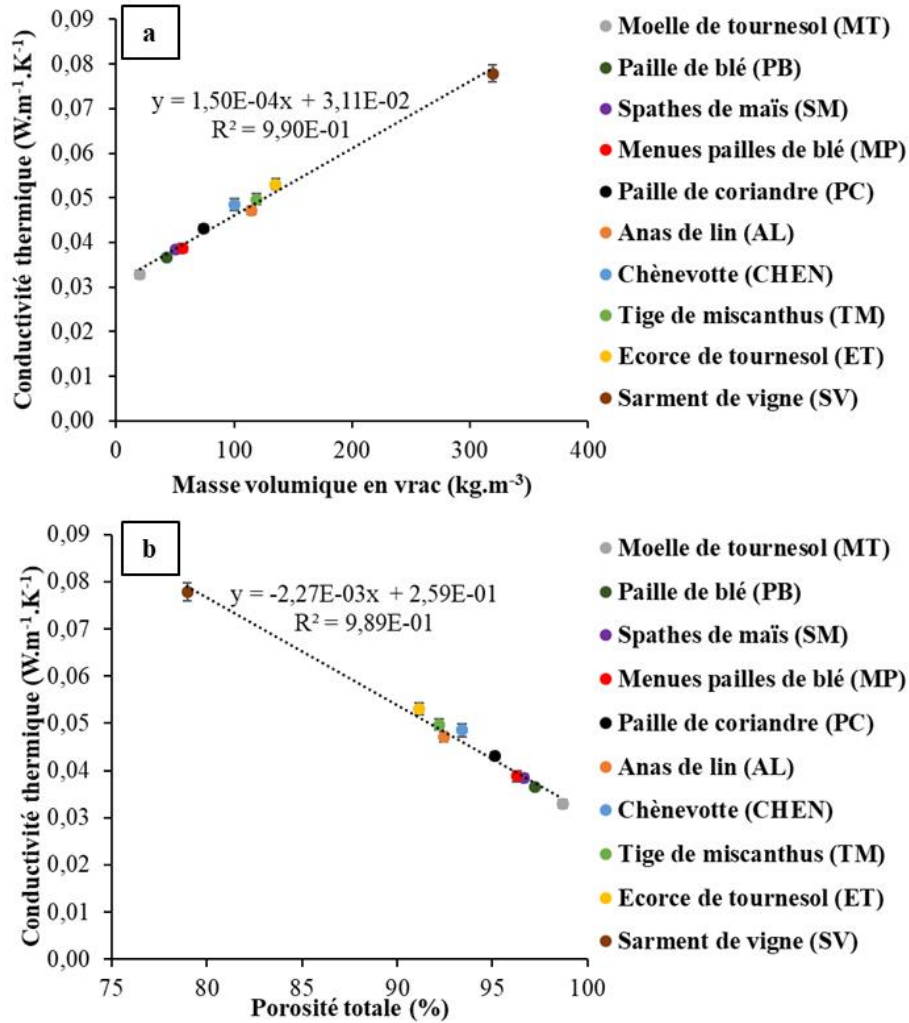 a
Conductivité thermique (W.m⁻¹.K⁻¹)
0,09
0,08
0,07
0,06
0,05
0,04
0,03
0,02
0,01
0,00
y = 1,50E-04x + 3,11E-02
R² = 9,90E-01
0 100 200 300 400
Masse volumique en vrac (kg.m⁻³)
Moelle de tournesol (MT)
Paille de blé (PB)
Spathes de maïs (SM)
Menues pailles de blé (MP)
Paille de coriandre (PC)
Anas de lin (AL)
Chènevotte (CHEN)
Tige de miscanthus (TM)
Ecorce de tournesol (ET)
Sarment de vigne (SV)
b
Conductivité thermique (W.m⁻¹.K⁻¹)
0,09
0,08
0,07
0,06
0,05
0,04
0,03
0,02
0,01
0,00
y = -2,27E-03x + 2,59E-01
R² = 9,89E-01
75 80 85 90 95 100
Porosité totale (%)
Moelle de tournesol (MT)
Paille de blé (PB)
Spathes de maïs (SM)
Menues pailles de blé (MP)
Paille de coriandre (PC)
Anas de lin (AL)
Chènevotte (CHEN)
Tige de miscanthus (TM)
Ecorce de tournesol (ET)
Sarment de vigne (SV)